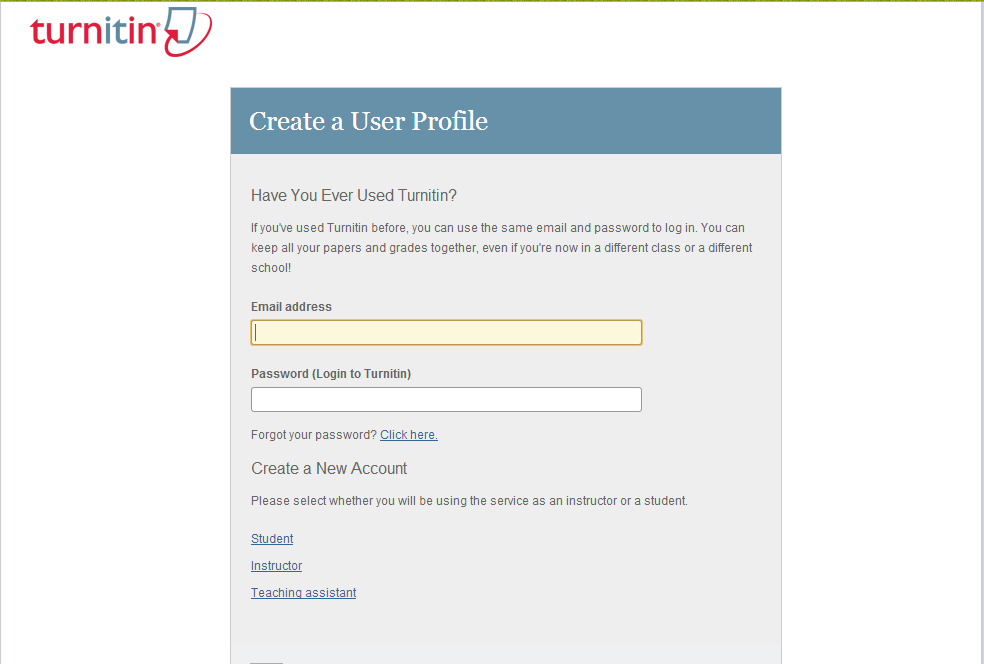 turnitin®
Create a User Profile
Have You Ever Used Turnitin?
If you've used Turnitin before, you can use the same email and password to log in. You can
keep all your papers and grades together, even if you're now in a different class or a different
school!
Email address
Password (Login to Turnitin)
Forgot your password? Click here.
Create a New Account
Please select whether you will be using the service as an instructor or a student.
Student
Instructor
Teaching assistant